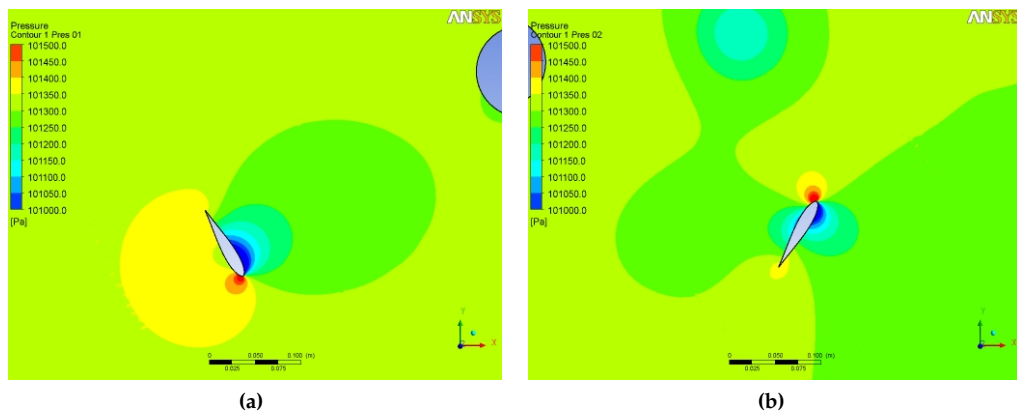 ANSYS
Pressure
Contour 1 Pres 01
101500.0
101450.0
101400.0
101350.0
101300.0
101250.0
101200.0
101150.0
101100.0
101050.0
101000.0
[Pa]
0 0.050 0.100 (m)
0.025 0.075
Y
X
(a)
ANSYS
Pressure
Contour 1 Pres 02
101500.0
101450.0
101400.0
101350.0
101300.0
101250.0
101200.0
101150.0
101100.0
101050.0
101000.0
[Pa]
0 0.050 0.100 (m)
0.025 0.075
Y
X
(b)